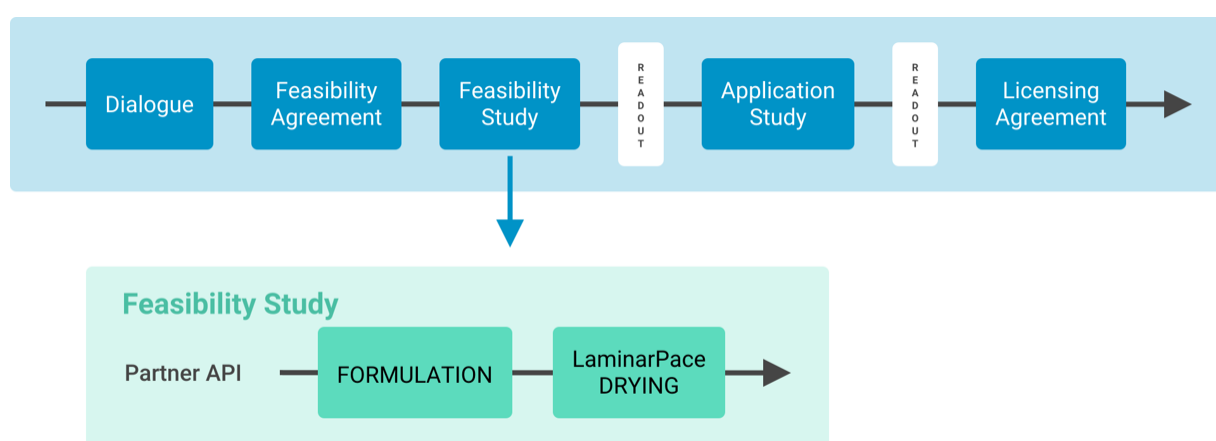 Dialogue
Feasibility
Agreement
Feasibility
Study
READOUT
Application
Study
READOUT
Licensing
Agreement
Feasibility Study
Partner API
FORMULATION
LaminarPace
DRYING